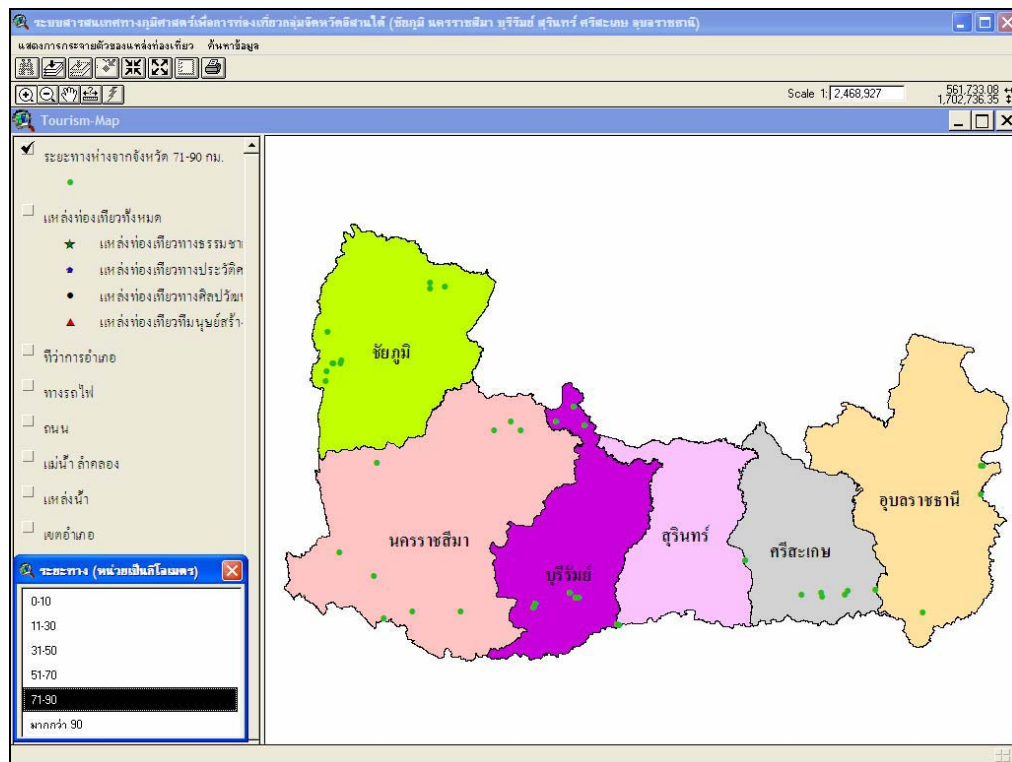 ระบบสารสนเทศทางภูมิศาสตร์เพื่อการท่องเที่ยวกลุ่มจังหวัดอีสานใต้ (ชัยภูมิ นครราชสีมา บุรีรัมย์ สุรินทร์ ศรีสะเกษ อุบลราชธานี)
แสดงการกระจายตัวของแหล่งท่องเที่ยว ค้นหาข้อมูล
Scale 1: 2,468,927
561,733.08
1,702,736.35
Tourism-Map
ระยะทางห่างจากจังหวัด 71-90 กม.
แหล่งท่องเที่ยวทั้งหมด
แหล่งท่องเที่ยวทางธรรมชา
แหล่งท่องเที่ยวทางประวัติศ
แหล่งท่องเที่ยวทางศิลปวัฒน
แหล่งท่องเที่ยวที่มนุษย์สร้า
ที่ว่าการอำเภอ
ทางรถไฟ
ถนน
แม่น้ำ ลำคลอง
แหล่งน้ำ
เขตอำเภอ
ระยะทาง (หน่วยเป็นกิโลเมตร)
0-10
11-30
31-50
51-70
71-90
มากกว่า 90
ชัยภูมิ
นครราชสีมา
บุรีรัมย์
สุรินทร์
ศรีสะเกษ
อุบลราชธานี